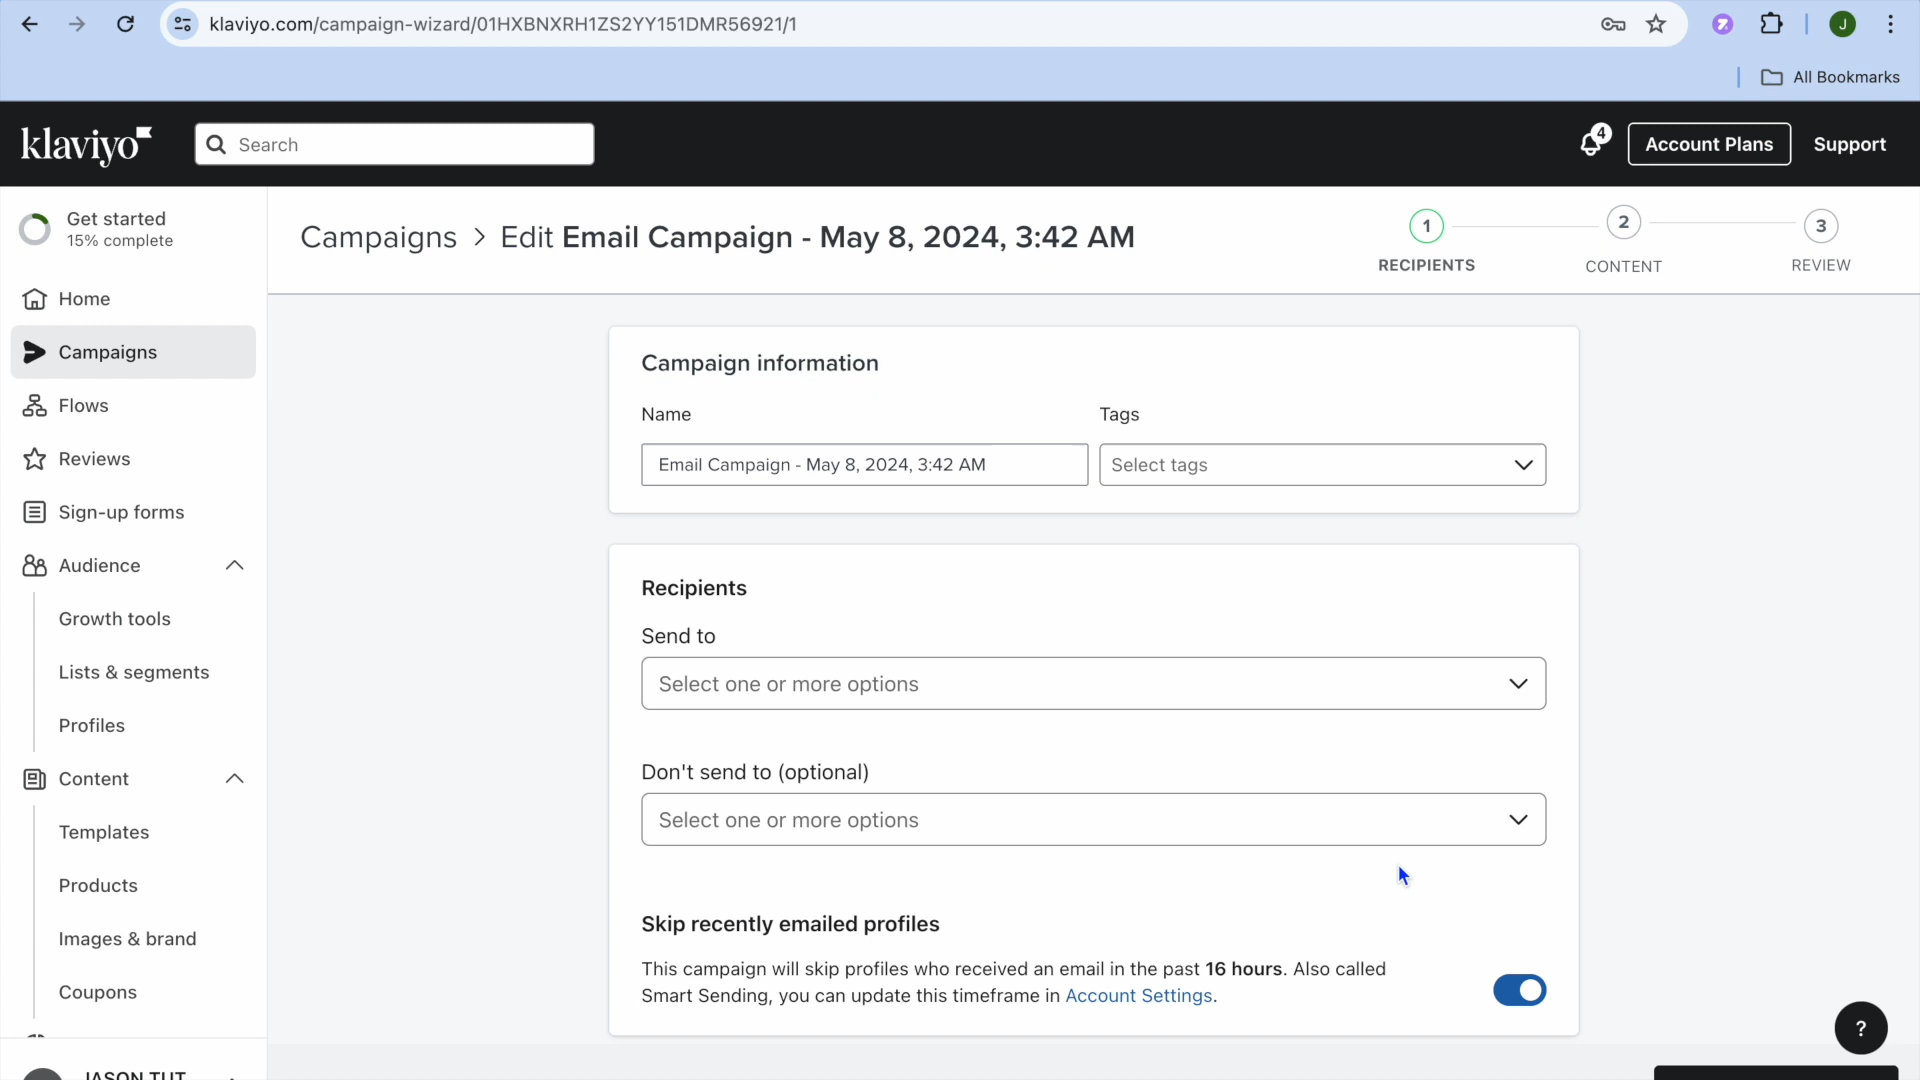 klaviyo.com/campaign-wizard/01HXBNXRH1ZS2YY151DMR56921/1
J
All Bookmarks
klaviyo
Search
4
Account Plans
Support
Get started
15% complete
Home
Campaigns
Flows
Reviews
Sign-up forms
Audience
Growth tools
Lists & segments
Profiles
Content
Templates
Products
Images & brand
Coupons
JASON TUT
Campaigns > Edit Email Campaign - May 8, 2024, 3:42 AM
1
RECIPIENTS
2
CONTENT
3
REVIEW
Campaign information
Name
Tags
Email Campaign - May 8, 2024, 3:42 AM
Select tags
Recipients
Send to
Select one or more options
Don't send to (optional)
Select one or more options
Skip recently emailed profiles
This campaign will skip profiles who received an email in the past 16 hours. Also called
Smart Sending, you can update this timeframe in Account Settings.
?